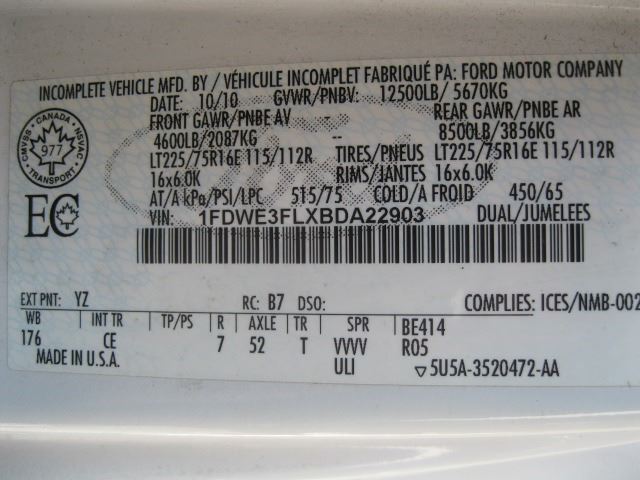 INCOMPLETE VEHICLE MFD. BY / VÉHICULE INCOMPLET FABRIQUÉ PA: FORD MOTOR COMPANY
DATE: 10/10 GVWR/PNBV: 12500LB/ 5670KG
FRONT GAWR/PNBE AV -- REAR GAWR/PNBE AR
4600LB/2087KG -- 8500LB/3856KG
LT225/75R16E 115/112R TIRES/PNEUS LT225/75R16E 115/112R
16x6.0K RIMS/JANTES 16x6.0K
AT/A kPa/PSI/LPC 515/75 COLD/A FROID 450/65
VIN: 1FDWE3FLXBDA22903 DUAL/JUMELEES
CANADA
CMVSS 977 NSVAC
TRANSPORT
EC
EXT PNT: YZ RC: B7 DSO: COMPLIES: ICES/NMB-002
WB INT TR TP/PS R AXLE TR SPR BE414
176 CE 7 52 T VVVV R05
MADE IN U.S.A. ULI ▽5U5A-3520472-AA